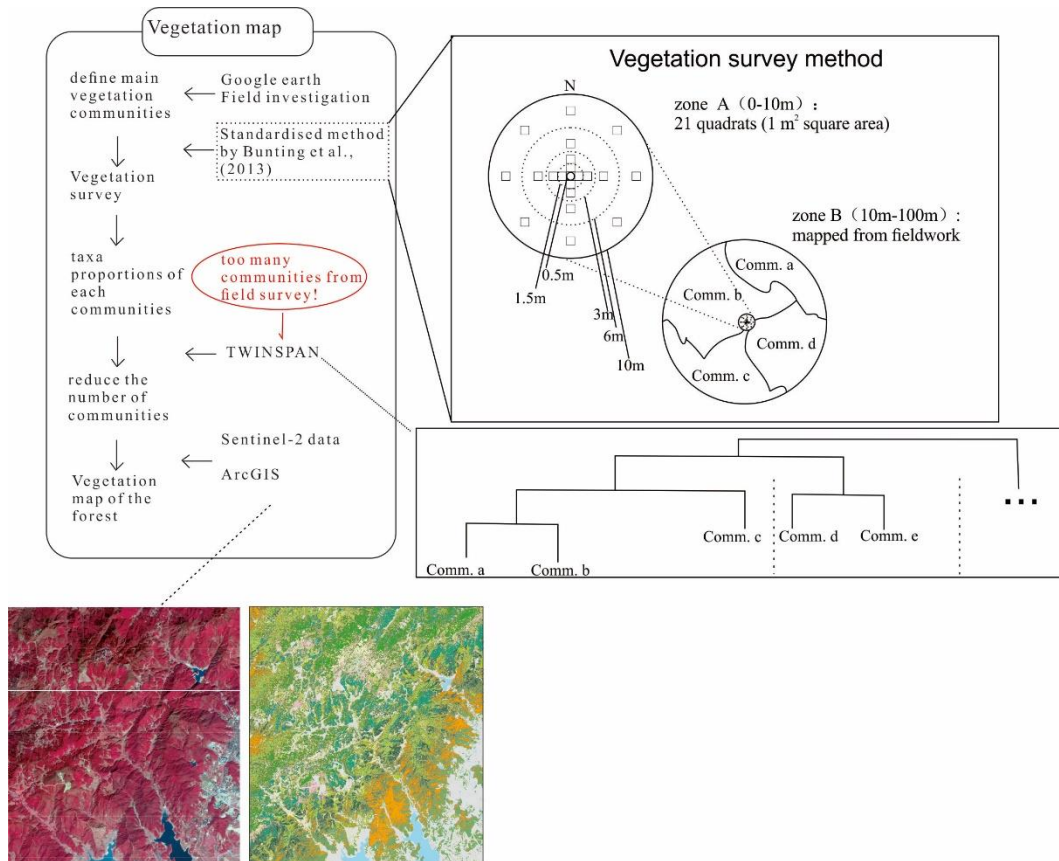 Vegetation map
define main
vegetation
communities
Google earth
Field investigation
Standardised method
by Bunting et al.,
(2013)
Vegetation
survey
taxa
proportions of
each
communities
too many
communities from
field survey!
TWINSPAN
reduce the
number of
communities
Sentinel-2 data
ArcGIS
Vegetation
map of the
forest
Vegetation survey method
N
zone A（0-10m）:
21 quadrats (1 m² square area)
0.5m
1.5m
3m
6m
10m
zone B（10m-100m）:
mapped from fieldwork
Comm. a
Comm. b
Comm. d
Comm. c
...
Comm. c
Comm. d
Comm. e
Comm. a
Comm. b